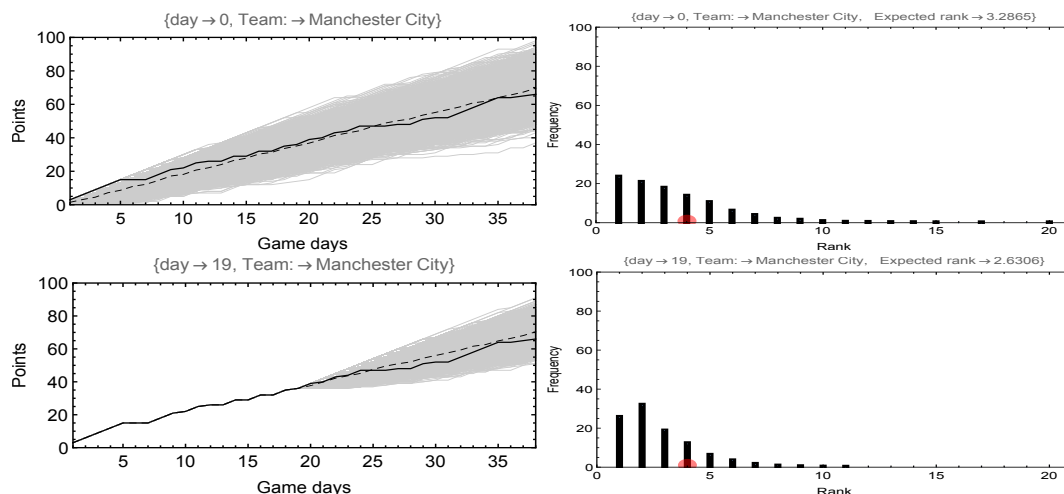 {day → 0, Team: → Manchester City}
Points
100
80
60
40
20
0
5 10 15 20 25 30 35
Game days
{day → 0, Team: → Manchester City, Expected rank → 3.2865}
Frequency
100
80
60
40
20
0
0 5 10 15 20
Rank
{day → 19, Team: → Manchester City}
Points
100
80
60
40
20
0
5 10 15 20 25 30 35
Game days
{day → 19, Team: → Manchester City, Expected rank → 2.6306}
Frequency
100
80
60
40
20
0
0 5 10 15 20
Rank